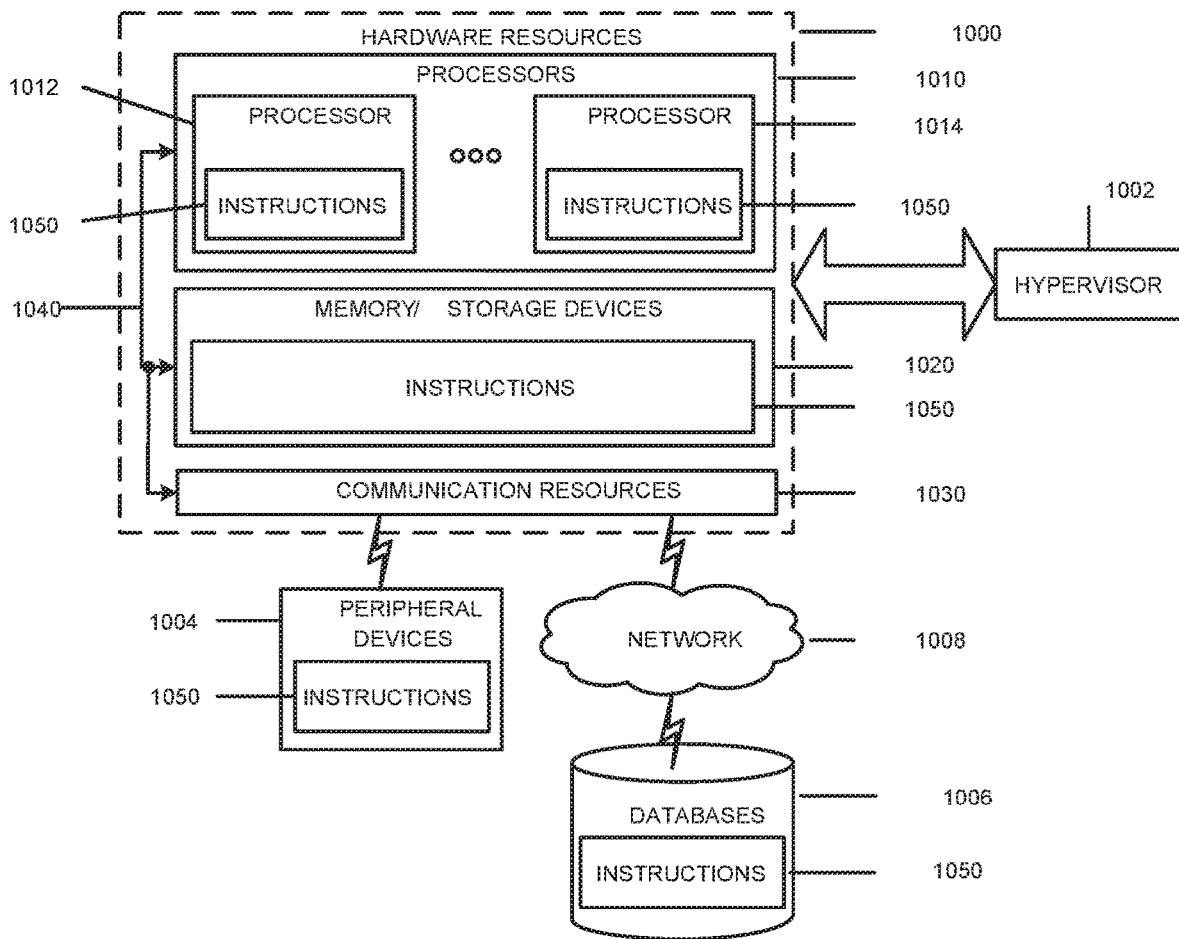 HARDWARE RESOURCES
1000
PROCESSORS
1010
1012
PROCESSOR
PROCESSOR
1014
1050
INSTRUCTIONS
INSTRUCTIONS
1050
1002
HYPERVISOR
1040
MEMORY/ STORAGE DEVICES
1020
INSTRUCTIONS
1050
COMMUNICATION RESOURCES
1030
1004
PERIPHERAL
DEVICES
1050
INSTRUCTIONS
NETWORK
1008
1006
DATABASES
INSTRUCTIONS
1050